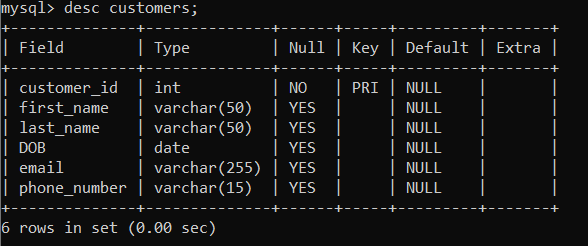 mysql> desc customers;
+--------------+--------------+------+-----+---------+-------+
| Field        | Type         | Null | Key | Default | Extra |
+--------------+--------------+------+-----+---------+-------+
| customer_id  | int          | NO   | PRI | NULL    |       |
| first_name   | varchar(50)  | YES  |     | NULL    |       |
| last_name    | varchar(50)  | YES  |     | NULL    |       |
| DOB          | date         | YES  |     | NULL    |       |
| email        | varchar(255) | YES  |     | NULL    |       |
| phone_number | varchar(15)  | YES  |     | NULL    |       |
+--------------+--------------+------+-----+---------+-------+
6 rows in set (0.00 sec)